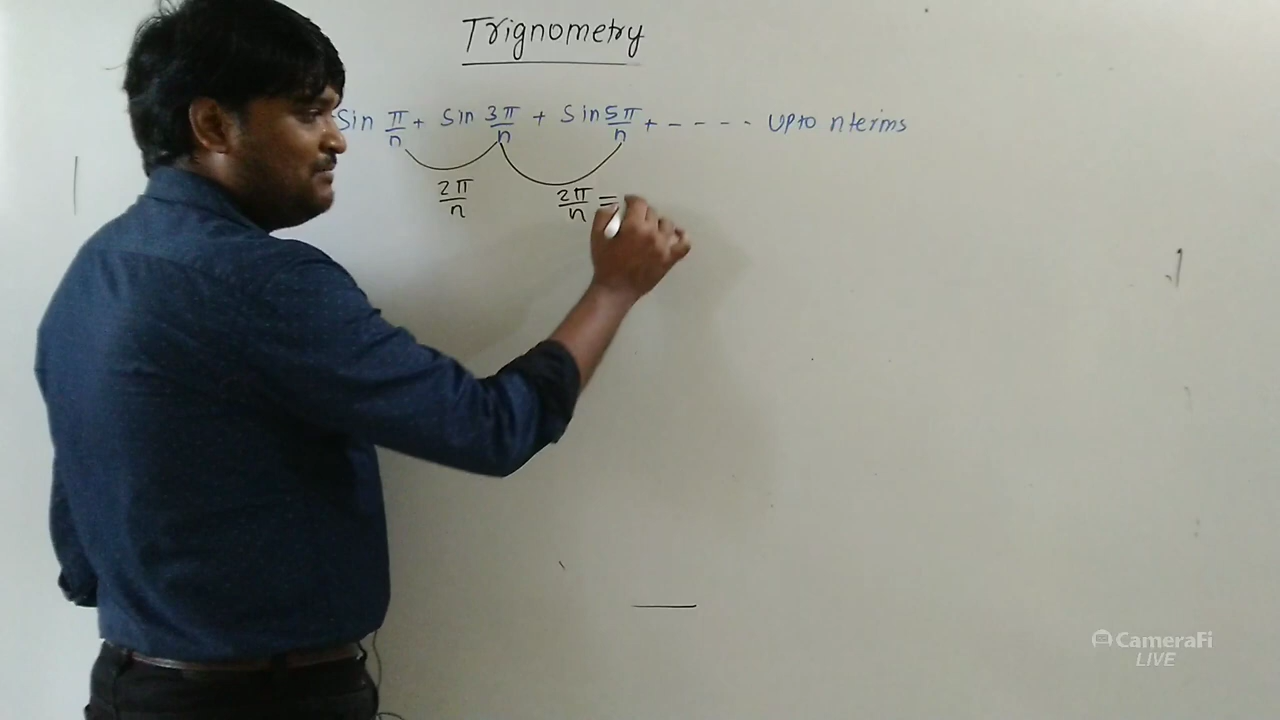 Trignometry
Sin π/n + Sin 3π/n + Sin 5π/n + - - - - upto n terms
2π/n 2π/n =
CameraFi
LIVE